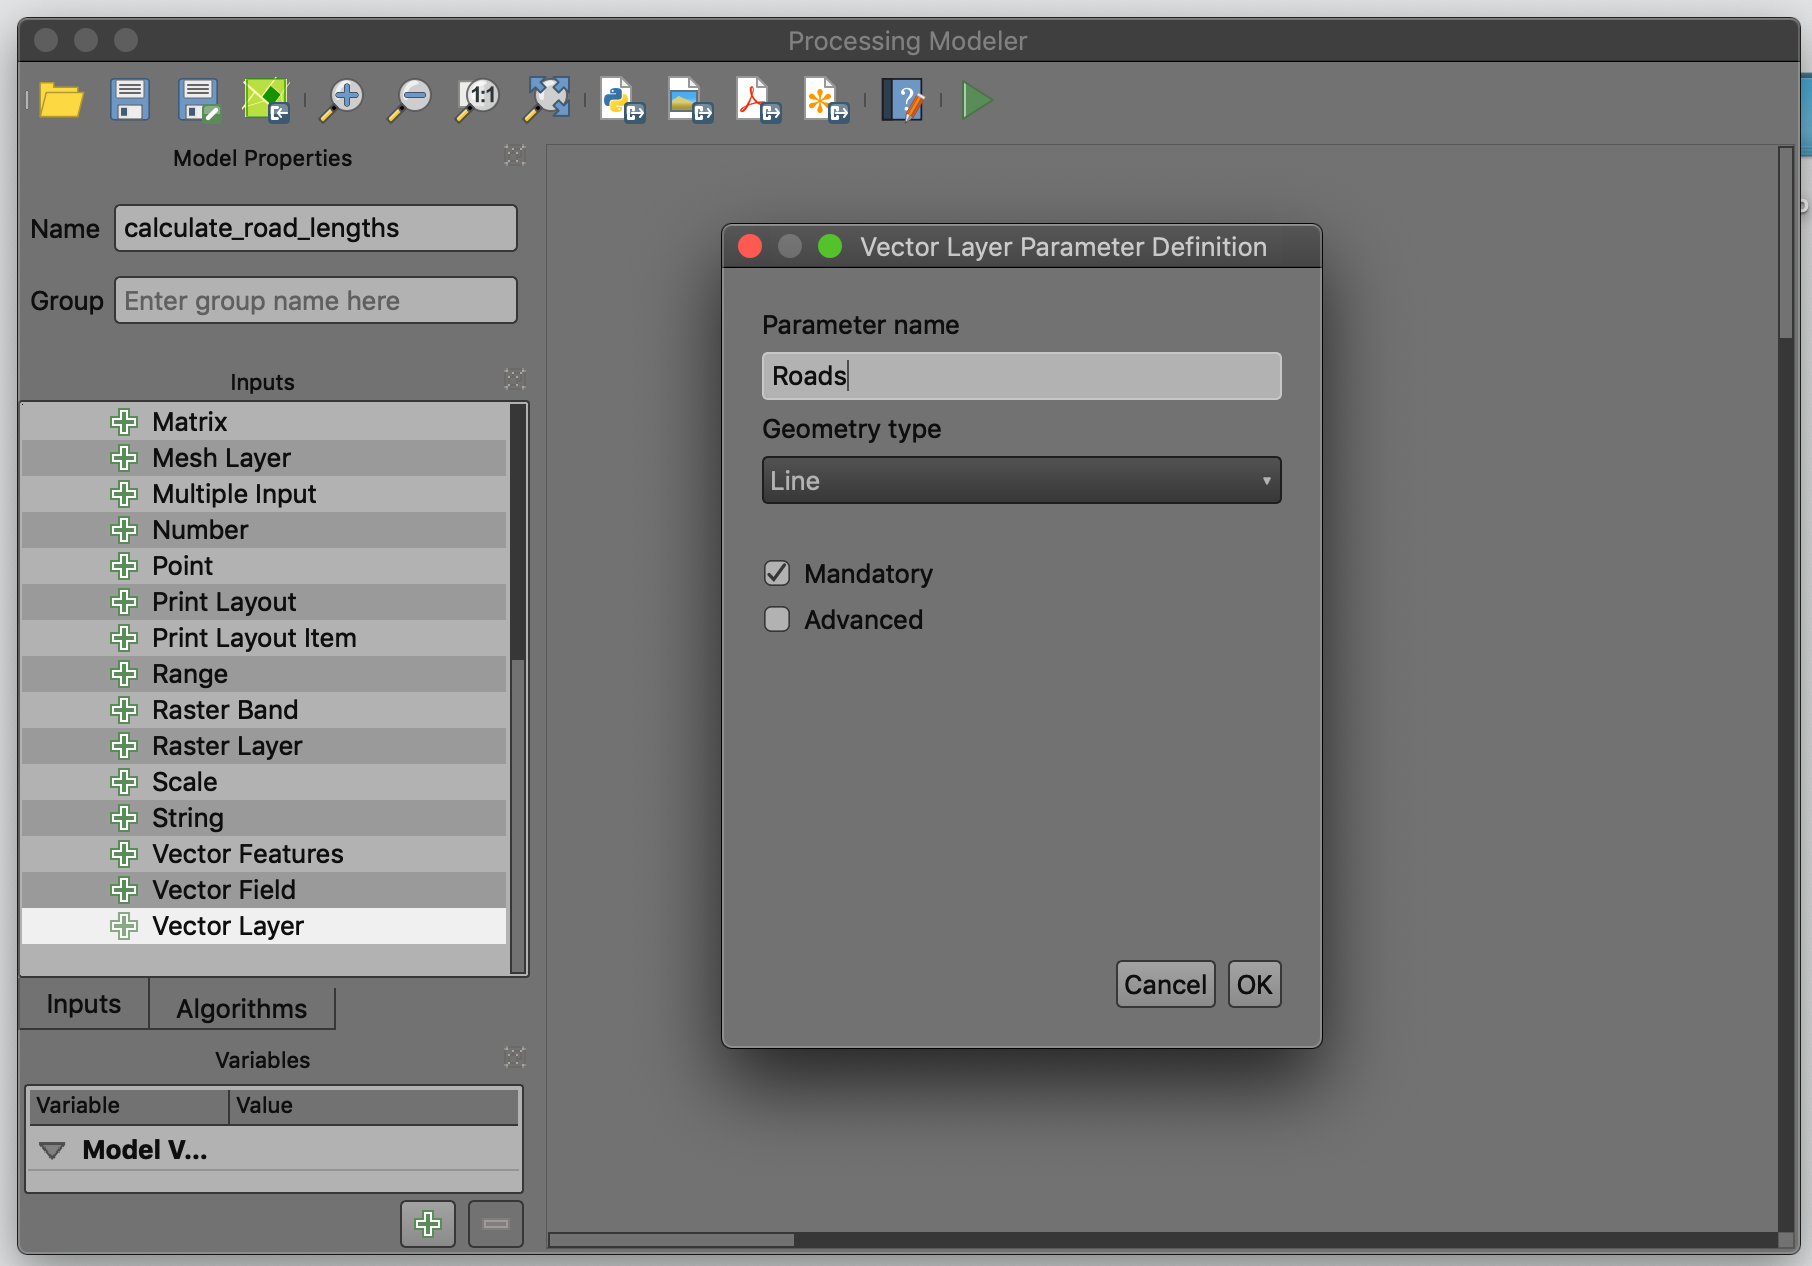 Processing Modeler
1:1
?
Model Properties
Name
calculate_road_lengths
Group
Enter group name here
Inputs
Matrix
Mesh Layer
Multiple Input
Number
Point
Print Layout
Print Layout Item
Range
Raster Band
Raster Layer
Scale
String
Vector Features
Vector Field
Vector Layer
Inputs
Algorithms
Variables
Variable
Value
Model V...
Vector Layer Parameter Definition
Parameter name
Roads
Geometry type
Line
Mandatory
Advanced
Cancel
OK